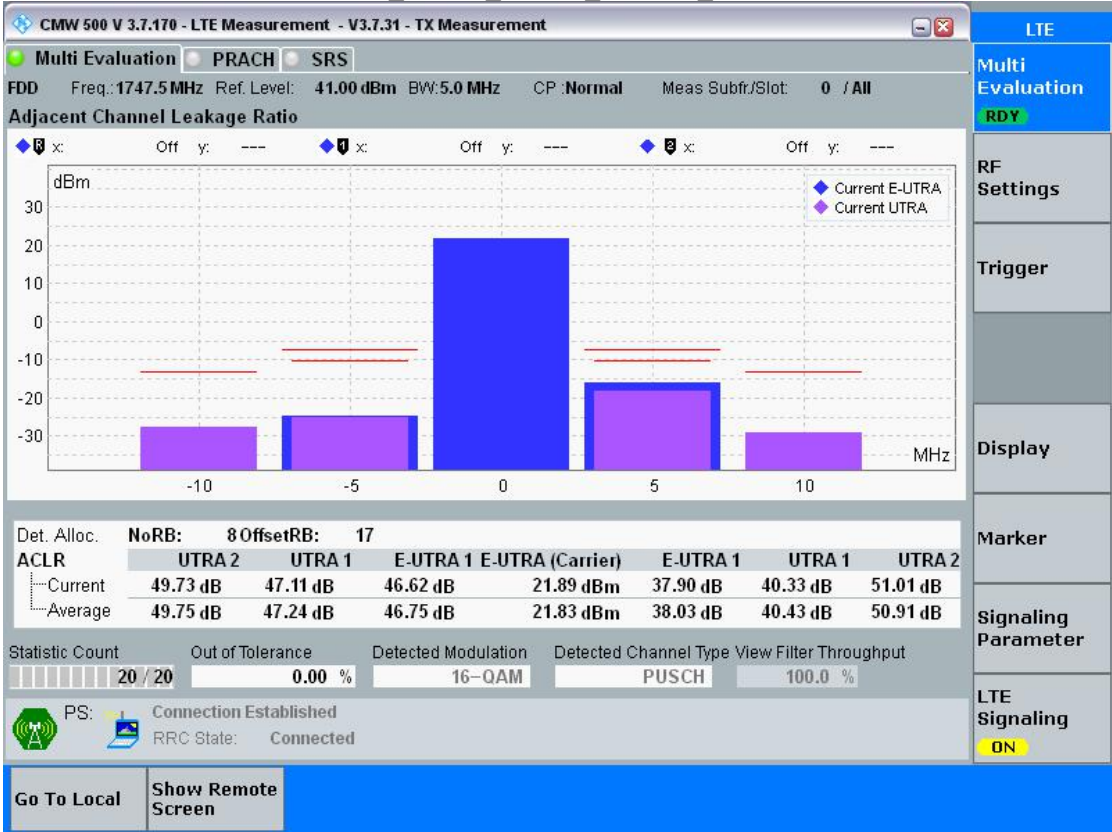 CMW 500 V 3.7.170 - LTE Measurement - V3.7.31 - TX Measurement
LTE
Multi Evaluation PRACH SRS
Multi
Evaluation
RDY
FDD Freq.:1747.5 MHz Ref. Level: 41.00 dBm BW:5.0 MHz CP :Normal Meas Subfr./Slot: 0 / All
Adjacent Channel Leakage Ratio
R x: Off y: --- 1 x: Off y: --- 2 x: Off y: ---
dBm
Current E-UTRA
Current UTRA
30
20
10
0
-10
-20
-30
MHz
-10 -5 0 5 10
RF
Settings
Trigger
Display
Marker
Signaling
Parameter
LTE
Signaling
ON
Det. Alloc. NoRB: 8 OffsetRB: 17
ACLR UTRA 2 UTRA 1 E-UTRA 1 E-UTRA (Carrier) E-UTRA 1 UTRA 1 UTRA 2
Current 49.73 dB 47.11 dB 46.62 dB 21.89 dBm 37.90 dB 40.33 dB 51.01 dB
Average 49.75 dB 47.24 dB 46.75 dB 21.83 dBm 38.03 dB 40.43 dB 50.91 dB
Statistic Count Out of Tolerance Detected Modulation Detected Channel Type View Filter Throughput
20 / 20 0.00 % 16-QAM PUSCH 100.0 %
PS: Connection Established
RRC State: Connected
Go To Local
Show Remote
Screen